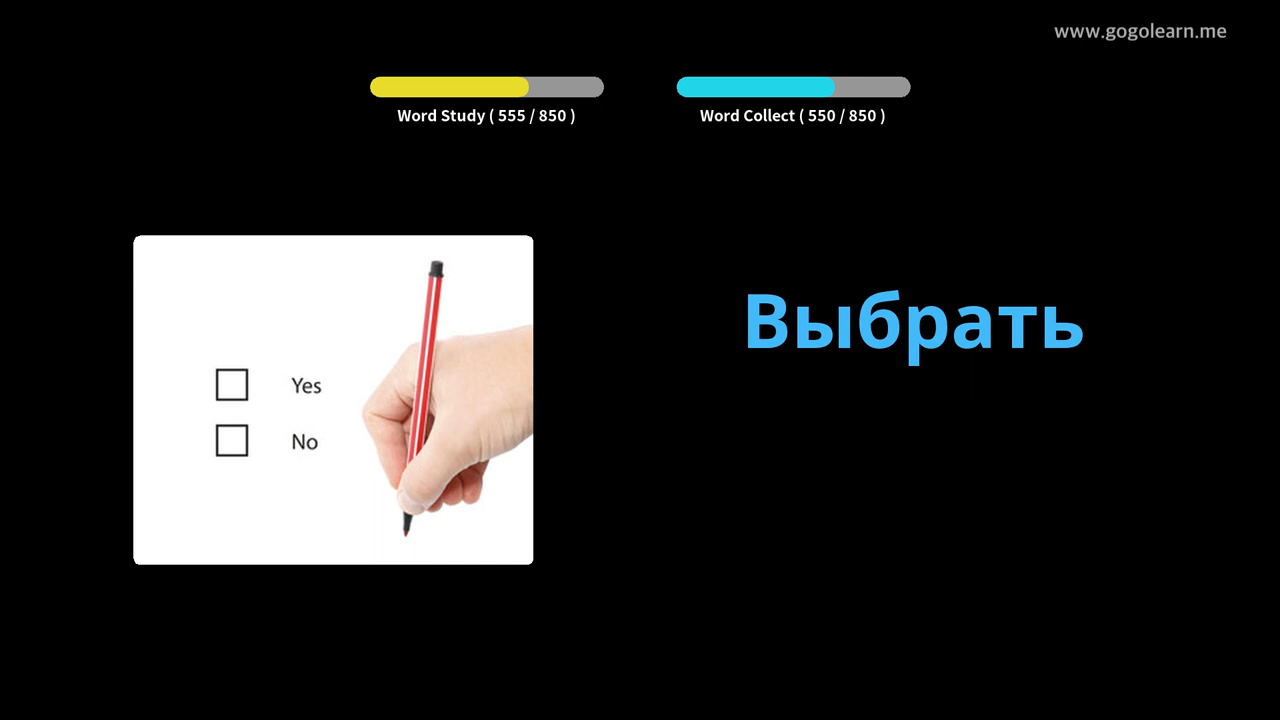 www.gogolearn.me
Word Study ( 555 / 850 )
Word Collect ( 550 / 850 )
Выбрать
Yes
No